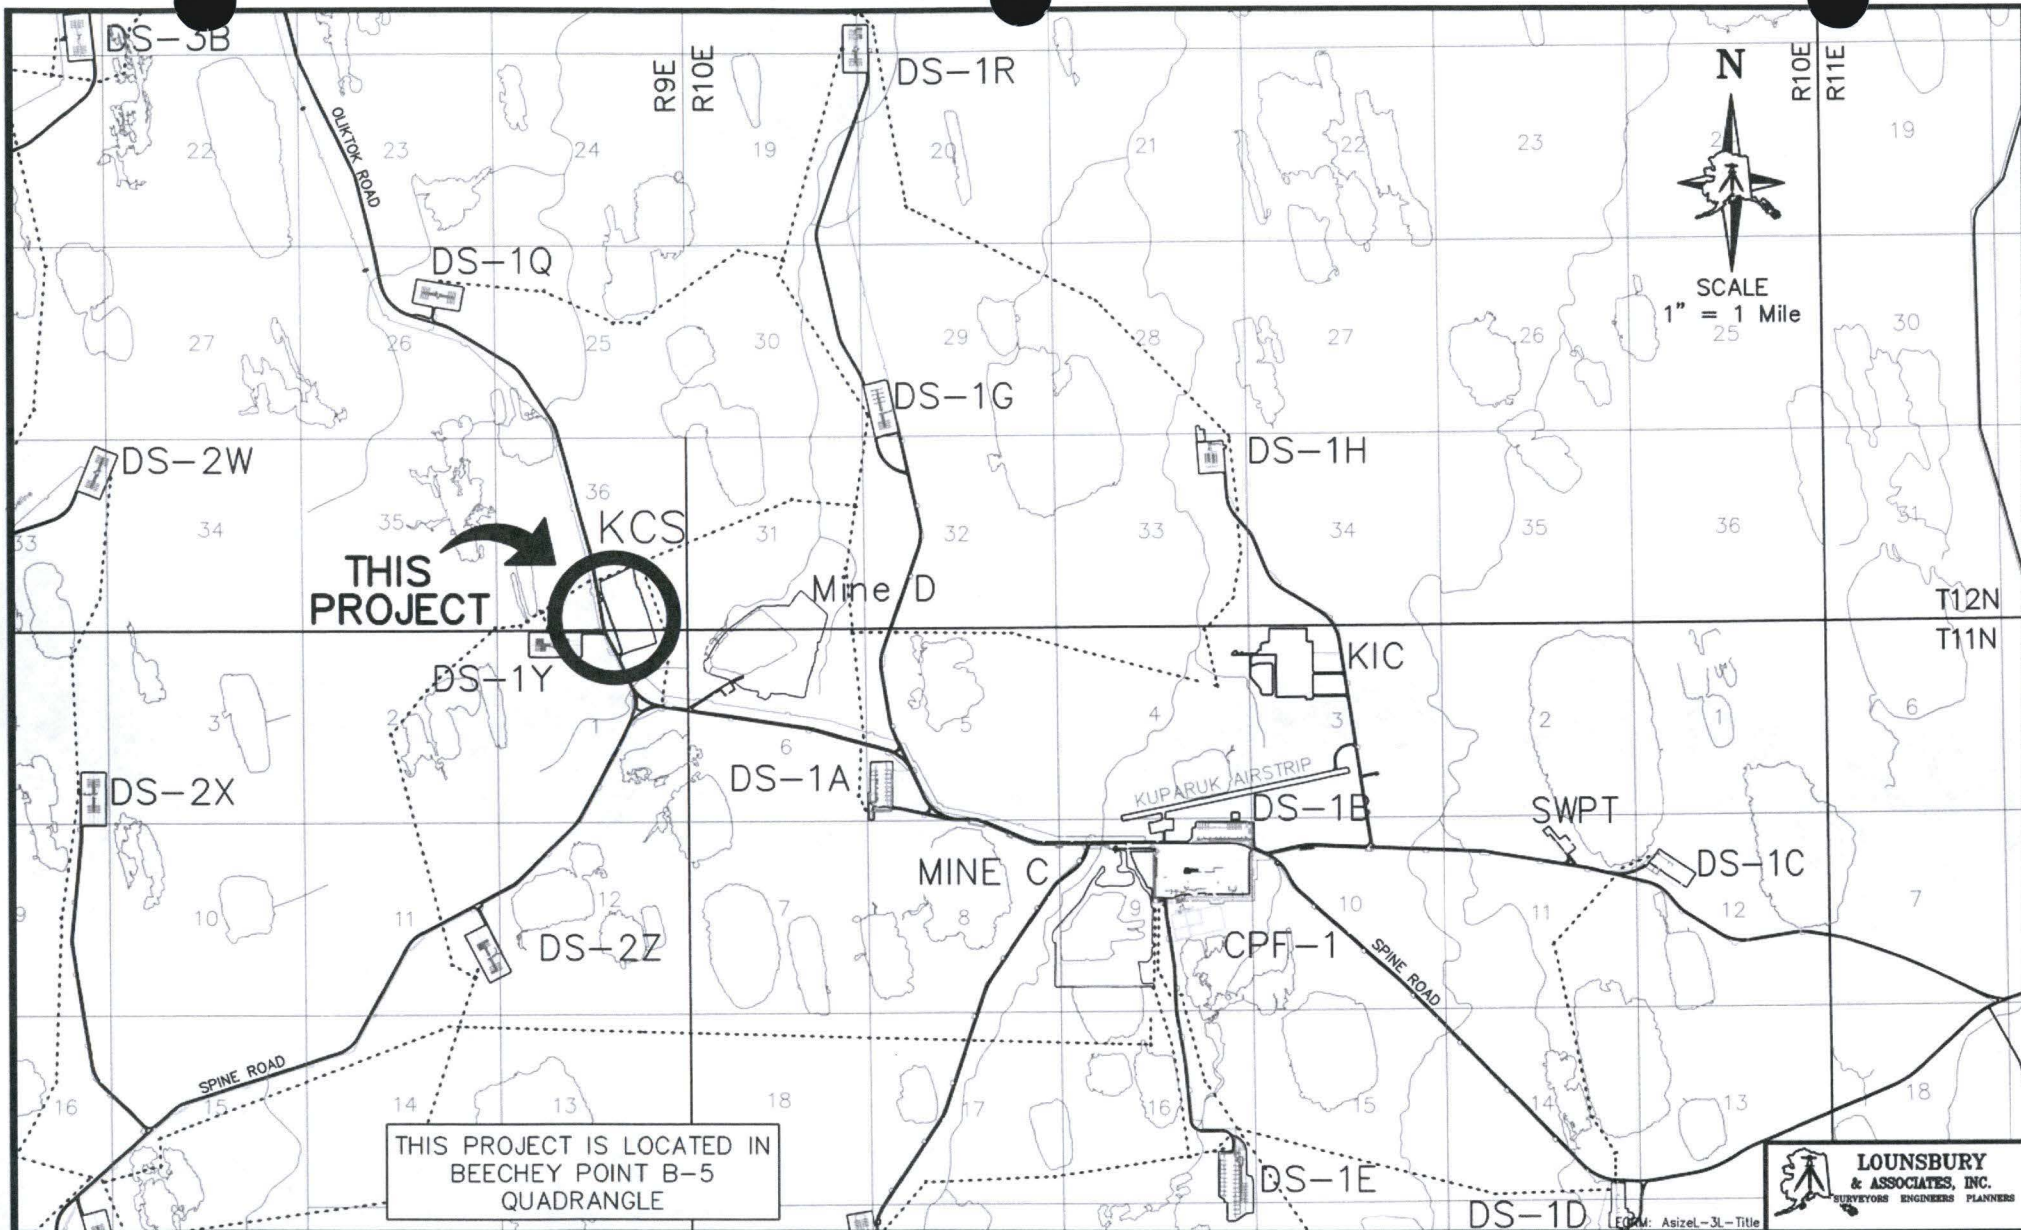 DS-3B
OLIKTOK ROAD
R9E
R10E
DS-1R
N
R10E
R11E
22
23
24
19
20
21
22
23
19
DS-1Q
SCALE
1" = 1 Mile
27
26
25
30
29
28
27
26
25
30
DS-1G
DS-2W
DS-1H
36
33
34
35
KCS
31
32
33
34
35
36
31
THIS
PROJECT
Mine D
T12N
T11N
DS-1Y
KIC
3
2
1
6
5
4
3
2
1
6
DS-2X
DS-1A
KUPARUK AIRSTRIP
DS-1B
SWPT
MINE C
DS-1C
9
10
11
12
7
8
9
10
11
12
7
DS-2Z
CPF-1
SPINE ROAD
SPINE ROAD
16
15
14
13
18
17
16
15
14
13
18
THIS PROJECT IS LOCATED IN
BEECHEY POINT B-5
QUADRANGLE
DS-1E
DS-1D
LOUNSBURY
& ASSOCIATES, INC.
SURVEYORS ENGINEERS PLANNERS
AsizeL-3L-Title